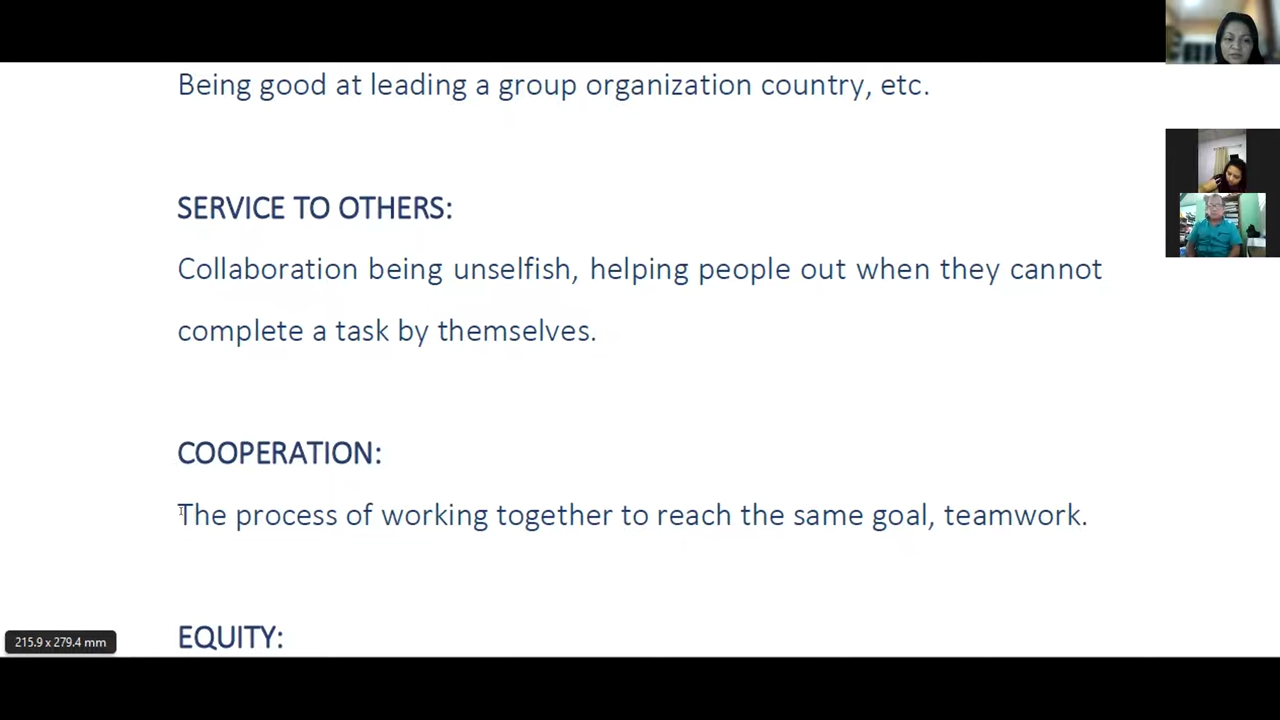 Being good at leading a group organization country, etc.
SERVICE TO OTHERS:
Collaboration being unselfish, helping people out when they cannot
complete a task by themselves.
COOPERATION:
The process of working together to reach the same goal, teamwork.
EQUITY:
215.9 x 279.4 mm